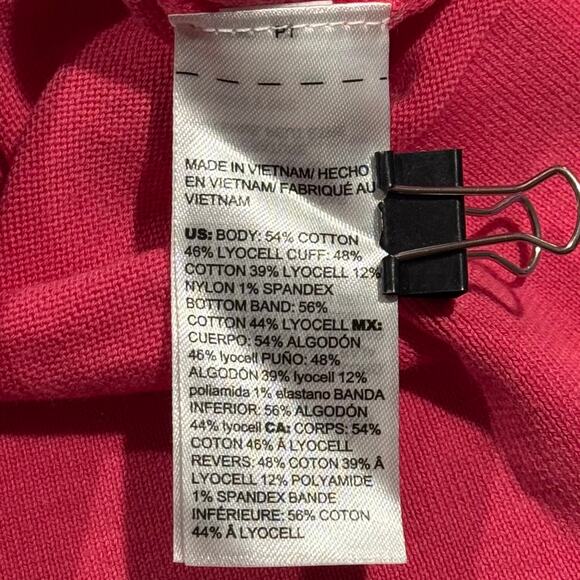 PT
MADE IN VIETNAM/ HECHO
EN VIETNAM/ FABRIQUÉ AU
VIETNAM
US: BODY: 54% COTTON
46% LYOCELL CUFF: 48%
COTTON 39% LYOCELL 12%
NYLON 1% SPANDEX
BOTTOM BAND: 56%
COTTON 44% LYOCELL MX:
CUERPO: 54% ALGODÓN
46% lyocell PUÑO: 48%
ALGODÓN 39% lyocell 12%
poliamida 1% elastano BANDA
INFERIOR: 56% ALGODÓN
44% lyocell CA: CORPS: 54%
COTON 46% Â LYOCELL
REVERS: 48% COTON 39% Â
LYOCELL 12% POLYAMIDE
1% SPANDEX BANDE
INFÉRIEURE: 56% COTON
44% Â LYOCELL